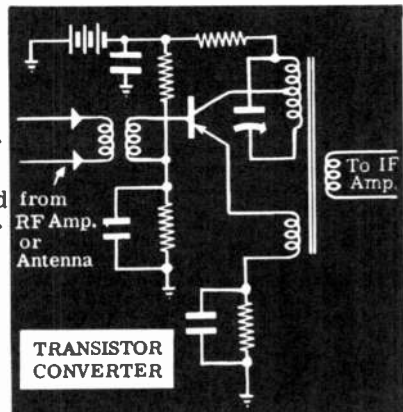 d from
RF Amp.
or
Antenna
To IF
Amp.
TRANSISTOR
CONVERTER